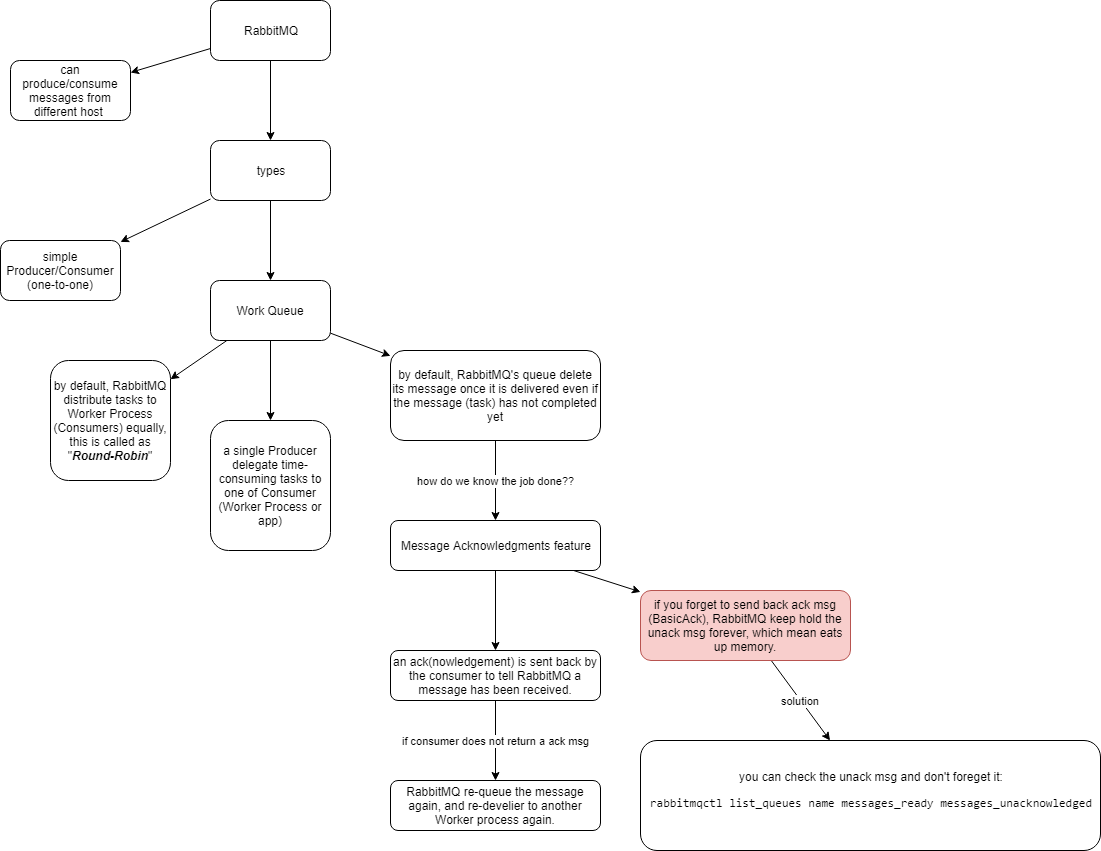 RabbitMQ
can
produce/consume
messages from
different host
types
simple
Producer/Consumer
(one-to-one)
Work Queue
by default, RabbitMQ
distribute tasks to
Worker Process
(Consumers) equally,
this is called as
"Round-Robin"
a single Producer
delegate time-
consuming tasks to
one of Consumer
(Worker Process or
app)
by default, RabbitMQ's queue delete
its message once it is delivered even if
the message (task) has not completed
yet
how do we know the job done??
Message Acknowledgments feature
if you forget to send back ack msg
(BasicAck), RabbitMQ keep hold the
unack msg forever, which mean eats
up memory.
an ack(nowledgement) is sent back by
the consumer to tell RabbitMQ a
message has been received.
solution
if consumer does not return a ack msg
you can check the unack msg and don't foreget it:
rabbitmqctl list_queues name messages_ready messages_unacknowledged
RabbitMQ re-queue the message
again, and re-develier to another
Worker process again.